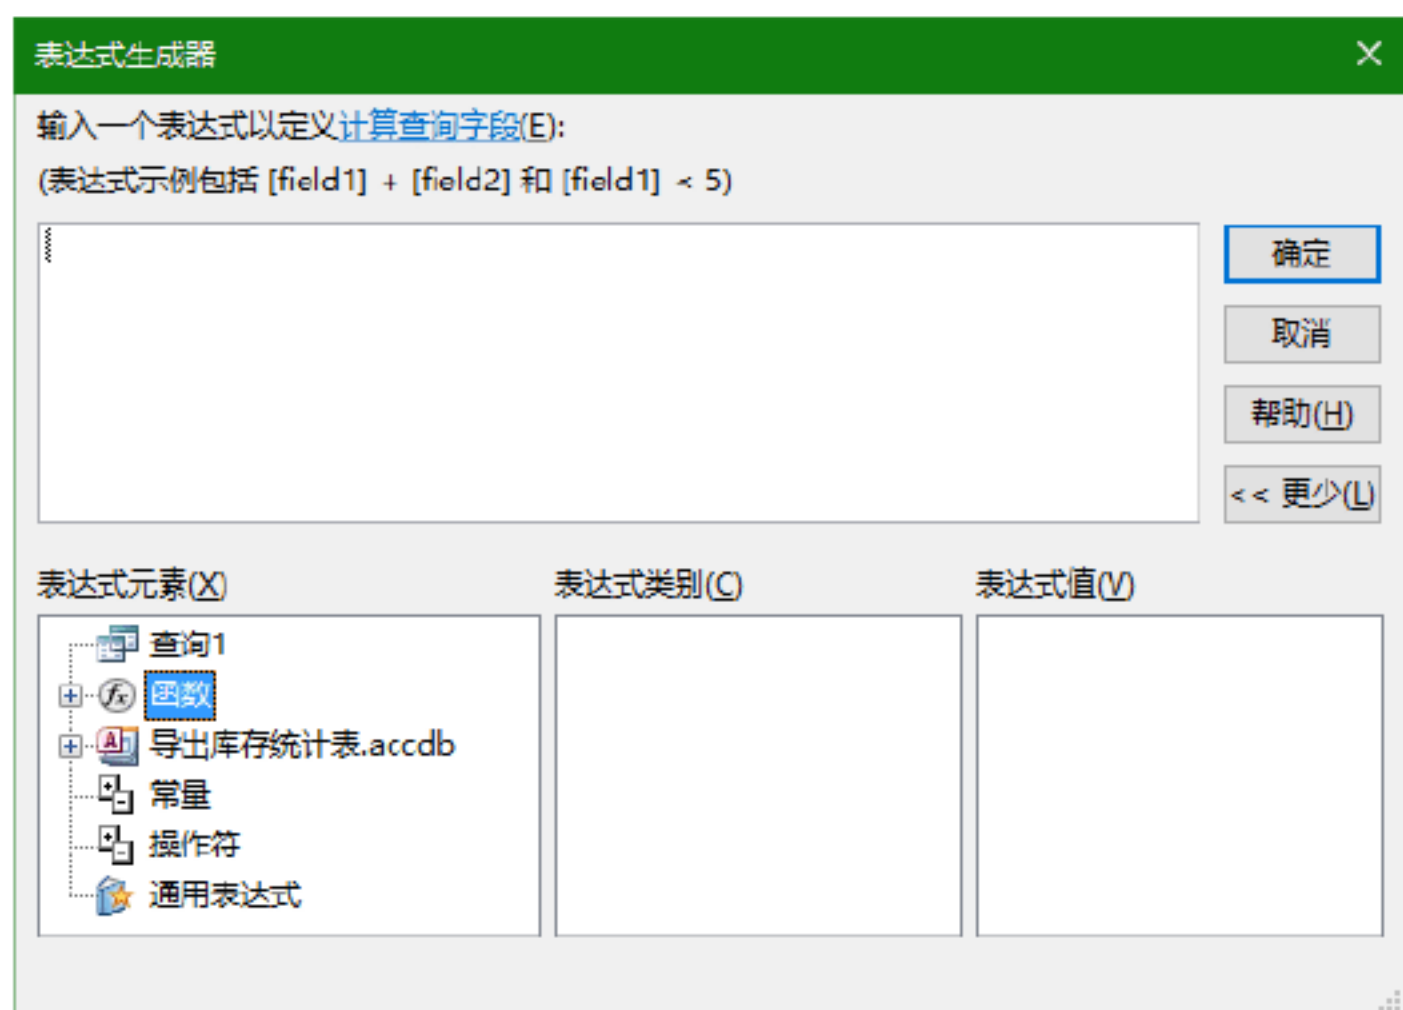 表达式生成器
输入一个表达式以定义计算查询字段(E):
(表达式示例包括 [field1] + [field2] 和 [field1] < 5)
确定
取消
帮助(H)
<< 更少(L)
表达式元素(X)
表达式类别(C)
表达式值(V)
查询1
函数
导出库存统计表.accdb
常量
操作符
通用表达式